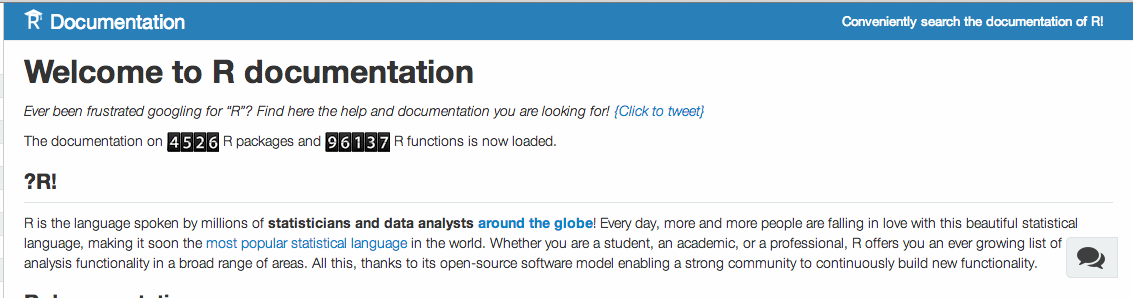 R Documentation
Conveniently search the documentation of R!
Welcome to R documentation
Ever been frustrated googling for “R”? Find here the help and documentation you are looking for! {Click to tweet}
The documentation on 4526 R packages and 96137 R functions is now loaded.
?R!
R is the language spoken by millions of statisticians and data analysts around the globe! Every day, more and more people are falling in love with this beautiful statistical
language, making it soon the most popular statistical language in the world. Whether you are a student, an academic, or a professional, R offers you an ever growing list of
analysis functionality in a broad range of areas. All this, thanks to its open-source software model enabling a strong community to continuously build new functionality.